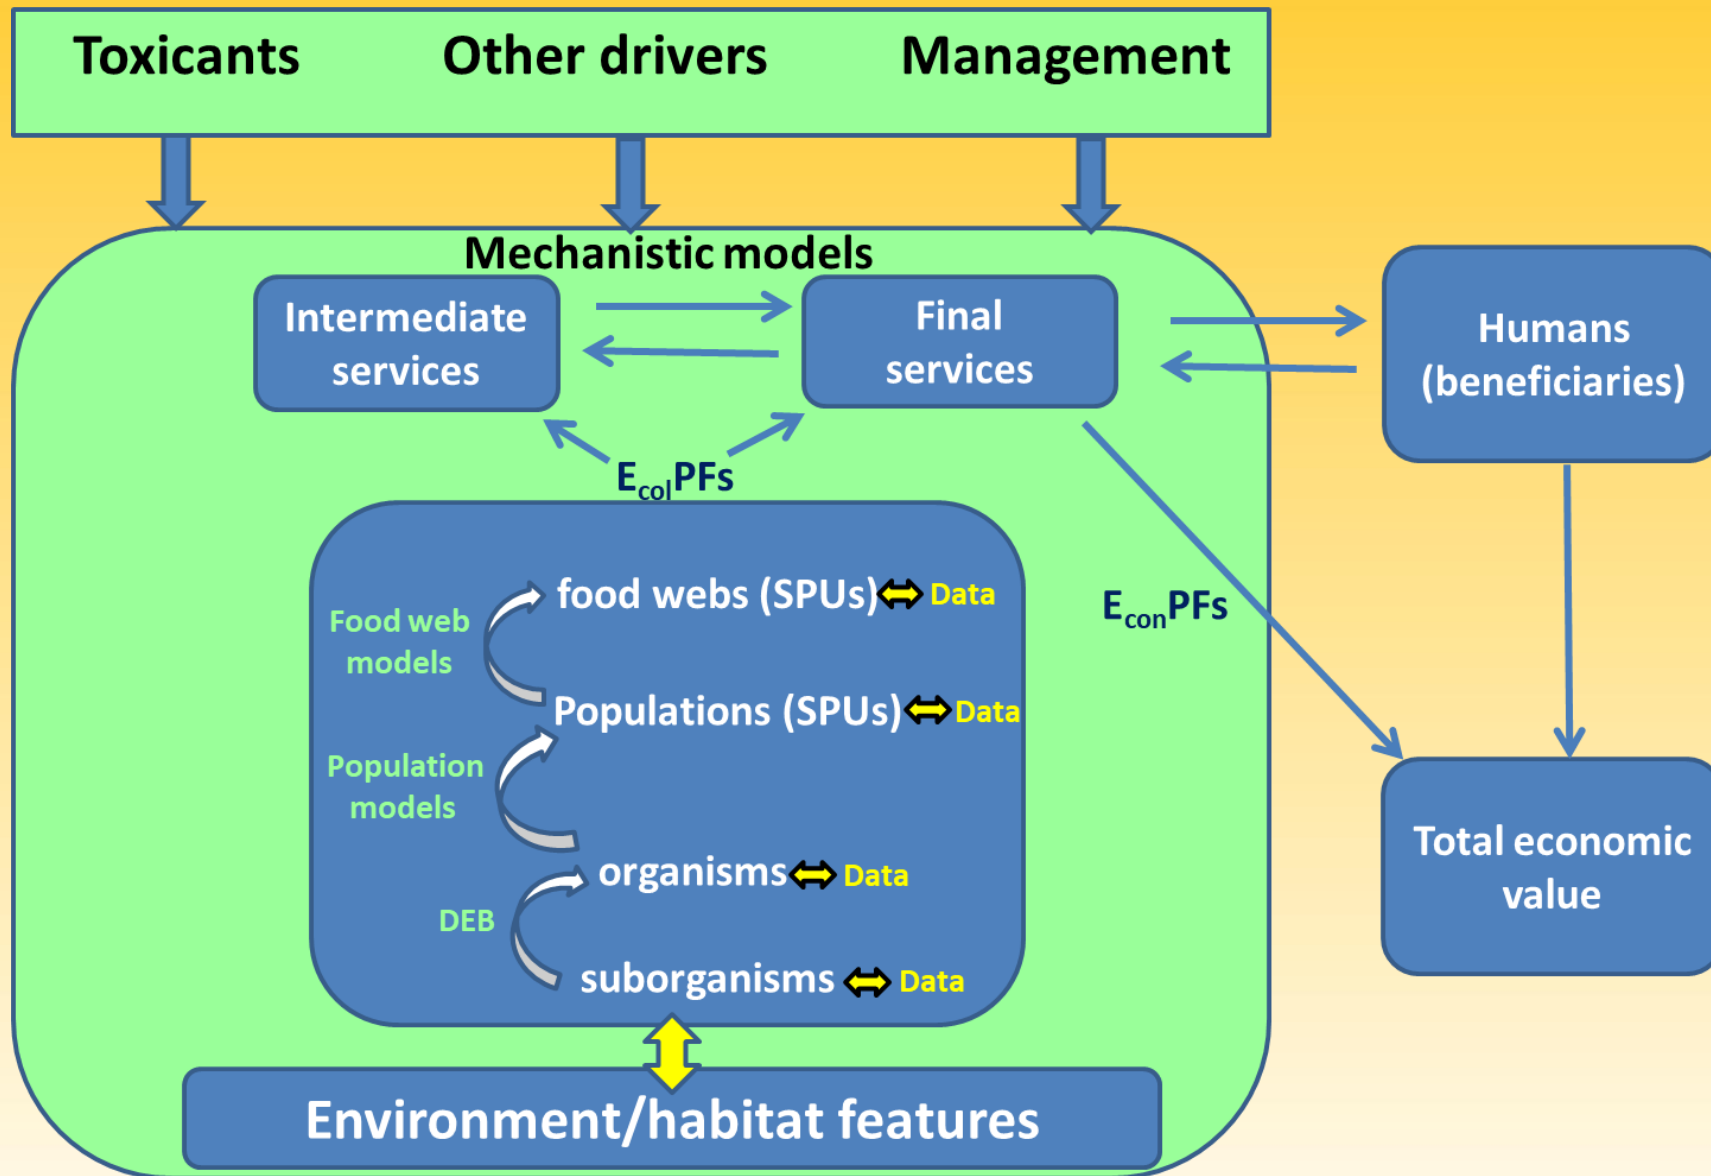 Toxicants Other drivers Management
Mechanistic models
Intermediate
services
Final
services
Humans
(beneficiaries)
EcolPFs
food webs (SPUs) Data
Food web
models
EconPFs
Populations (SPUs) Data
Population
models
organisms Data
DEB
suborganisms Data
Total economic
value
Environment/habitat features